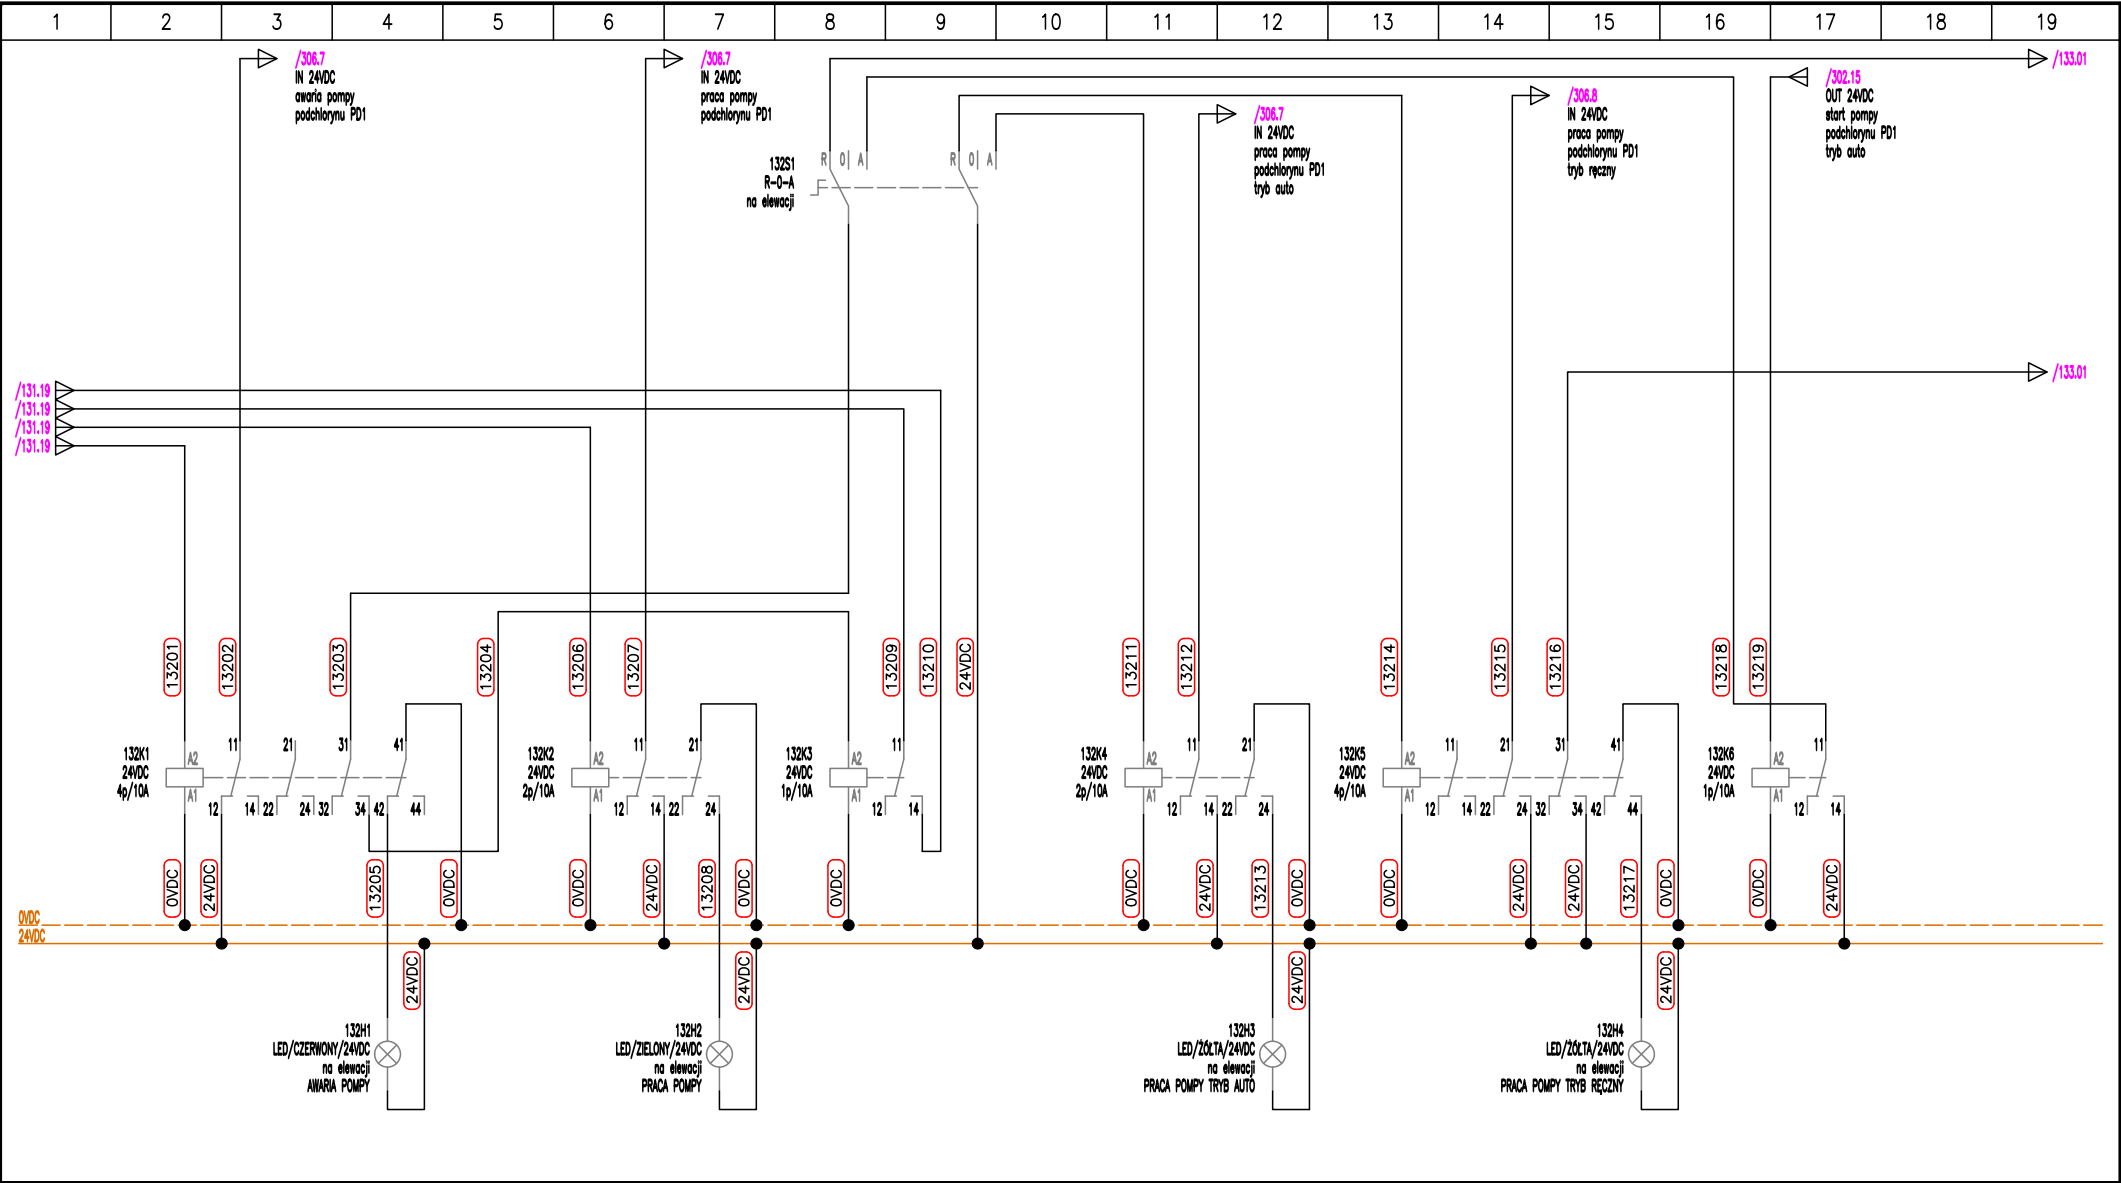 1 2 3 4 5 6 7 8 9 10 11 12 13 14 15 16 17 18 19
/306.7
IN 24VDC
awaria pompy
podchlorynu PD1
/306.7
IN 24VDC
praca pompy
podchlorynu PD1
132S1
R-0-A
na elewacji
R 0 A
R 0 A
/306.7
IN 24VDC
praca pompy
podchlorynu PD1
tryb auto
/306.8
IN 24VDC
praca pompy
podchlorynu PD1
tryb ręczny
/302.15
OUT 24VDC
start pompy
podchlorynu PD1
tryb auto
/133.01
/133.01
/131.19
/131.19
/131.19
/131.19
13201 13202 13203 13204 13206 13207 13209 13210 24VDC 13211 13212 13214 13215 13216 13218 13219
132K1
24VDC
4p/10A
A2
A1
11 21 31 41
12 14 22 24 32 34 42 44
132K2
24VDC
2p/10A
A2
A1
11 21
12 14 22 24
132K3
24VDC
1p/10A
A2
A1
11
12 14
132K4
24VDC
2p/10A
A2
A1
11 21
12 14 22 24
132K5
24VDC
4p/10A
A2
A1
11 21 31 41
12 14 22 24 32 34 42 44
132K6
24VDC
1p/10A
A2
A1
11
12 14
0VDC 24VDC 13205 0VDC 0VDC 24VDC 13208 0VDC 0VDC 0VDC 24VDC 13213 0VDC 0VDC 24VDC 24VDC 13217 0VDC 0VDC 24VDC
0VDC
24VDC
24VDC 24VDC 24VDC 24VDC
132H1
LED/CZERWONY/24VDC
na elewacji
AWARIA POMPY
132H2
LED/ZIELONY/24VDC
na elewacji
PRACA POMPY
132H3
LED/ŻÓŁTA/24VDC
na elewacji
PRACA POMPY TRYB AUTO
132H4
LED/ŻÓŁTA/24VDC
na elewacji
PRACA POMPY TRYB RĘCZNY